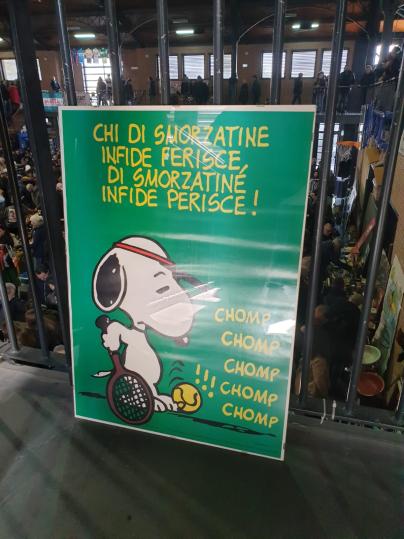 CHI DI SMORZATINE
INFIDE FERISCE,
DI SMORZATINE
INFIDE PERISCE!
CHOMP
CHOMP
CHOMP
!!! CHOMP
CHOMP